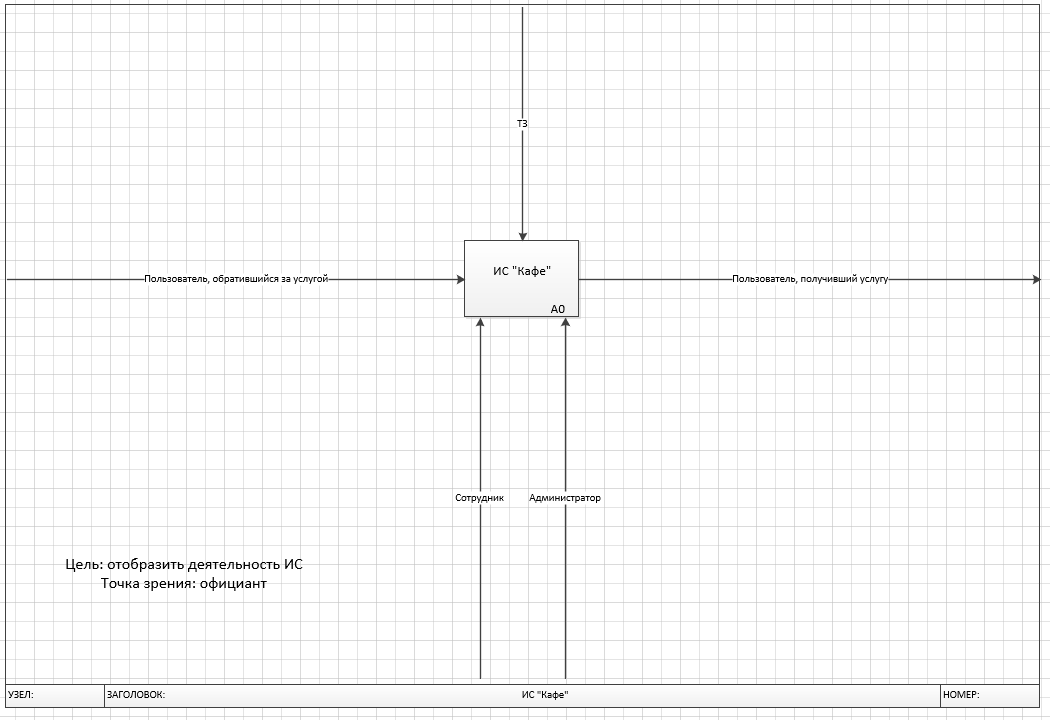 ТЗ
ИС "Кафе"
А0
Пользователь, обратившийся за услугой
Пользователь, получивший услугу
Сотрудник
Администратор
Цель: отобразить деятельность ИС
Точка зрения: официант
УЗЕЛ:
ЗАГОЛОВОК:
ИС "Кафе"
НОМЕР: